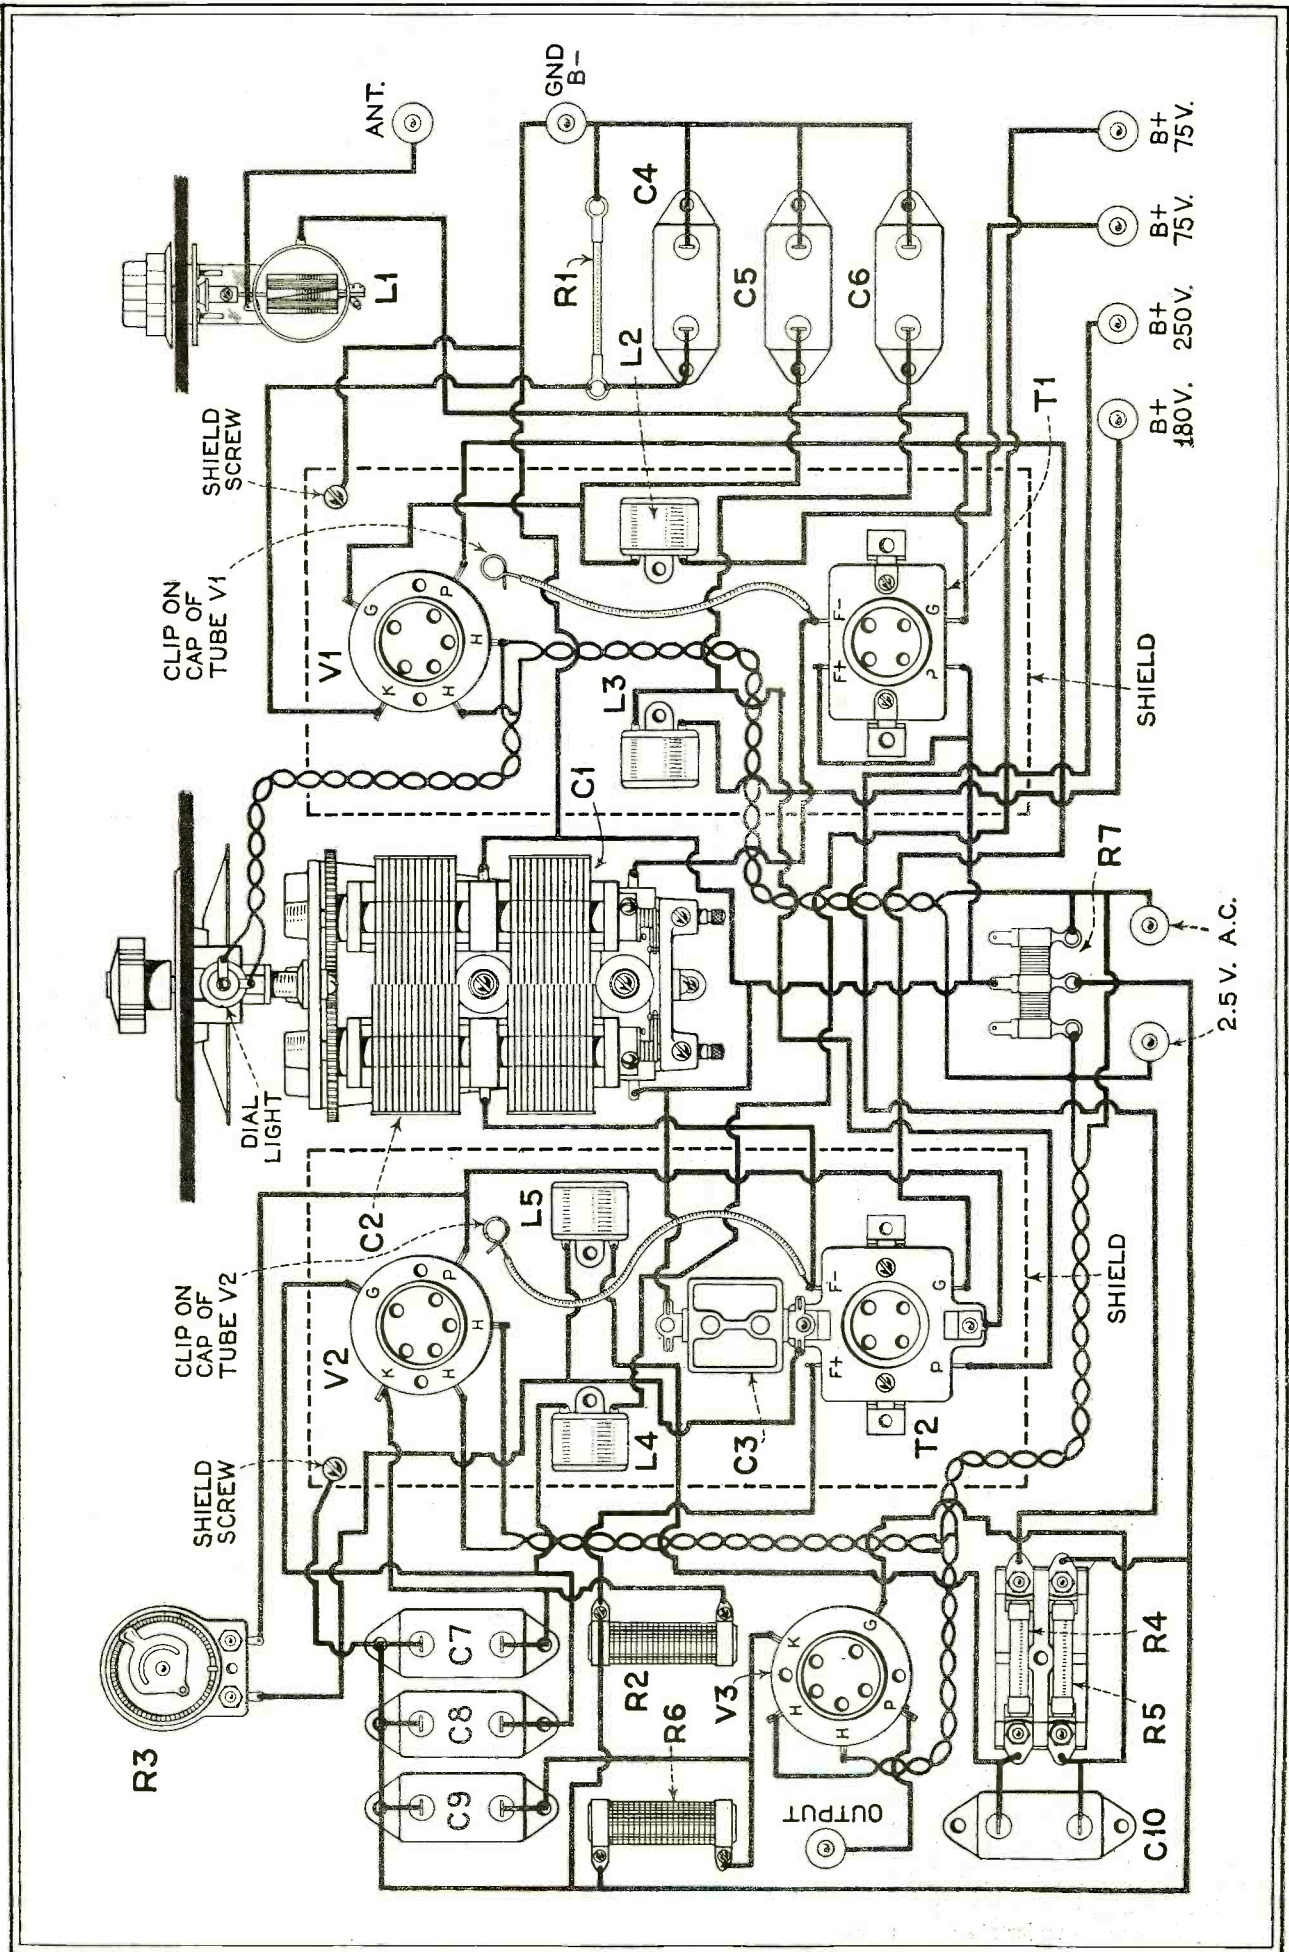 ANT.
GND
B–
L1
R1
C4
C5
C6
L2
B+
75V.
B+
75V.
B+
250V.
B+
180V.
T1
SHIELD
SCREW
CLIP ON
CAP OF
TUBE V1
V1
G
P
H
H
K
L3
F–
F+
G
P
SHIELD
C1
R7
2.5 V. A.C.
DIAL
LIGHT
C2
CLIP ON
CAP OF
TUBE V2
V2
G
P
H
H
K
L5
L4
C3
F–
F+
G
P
T2
SHIELD
SHIELD
SCREW
R3
C7
C8
C9
R2
R6
V3
K
G
H
H
P
OUTPUT
R4
R5
C10